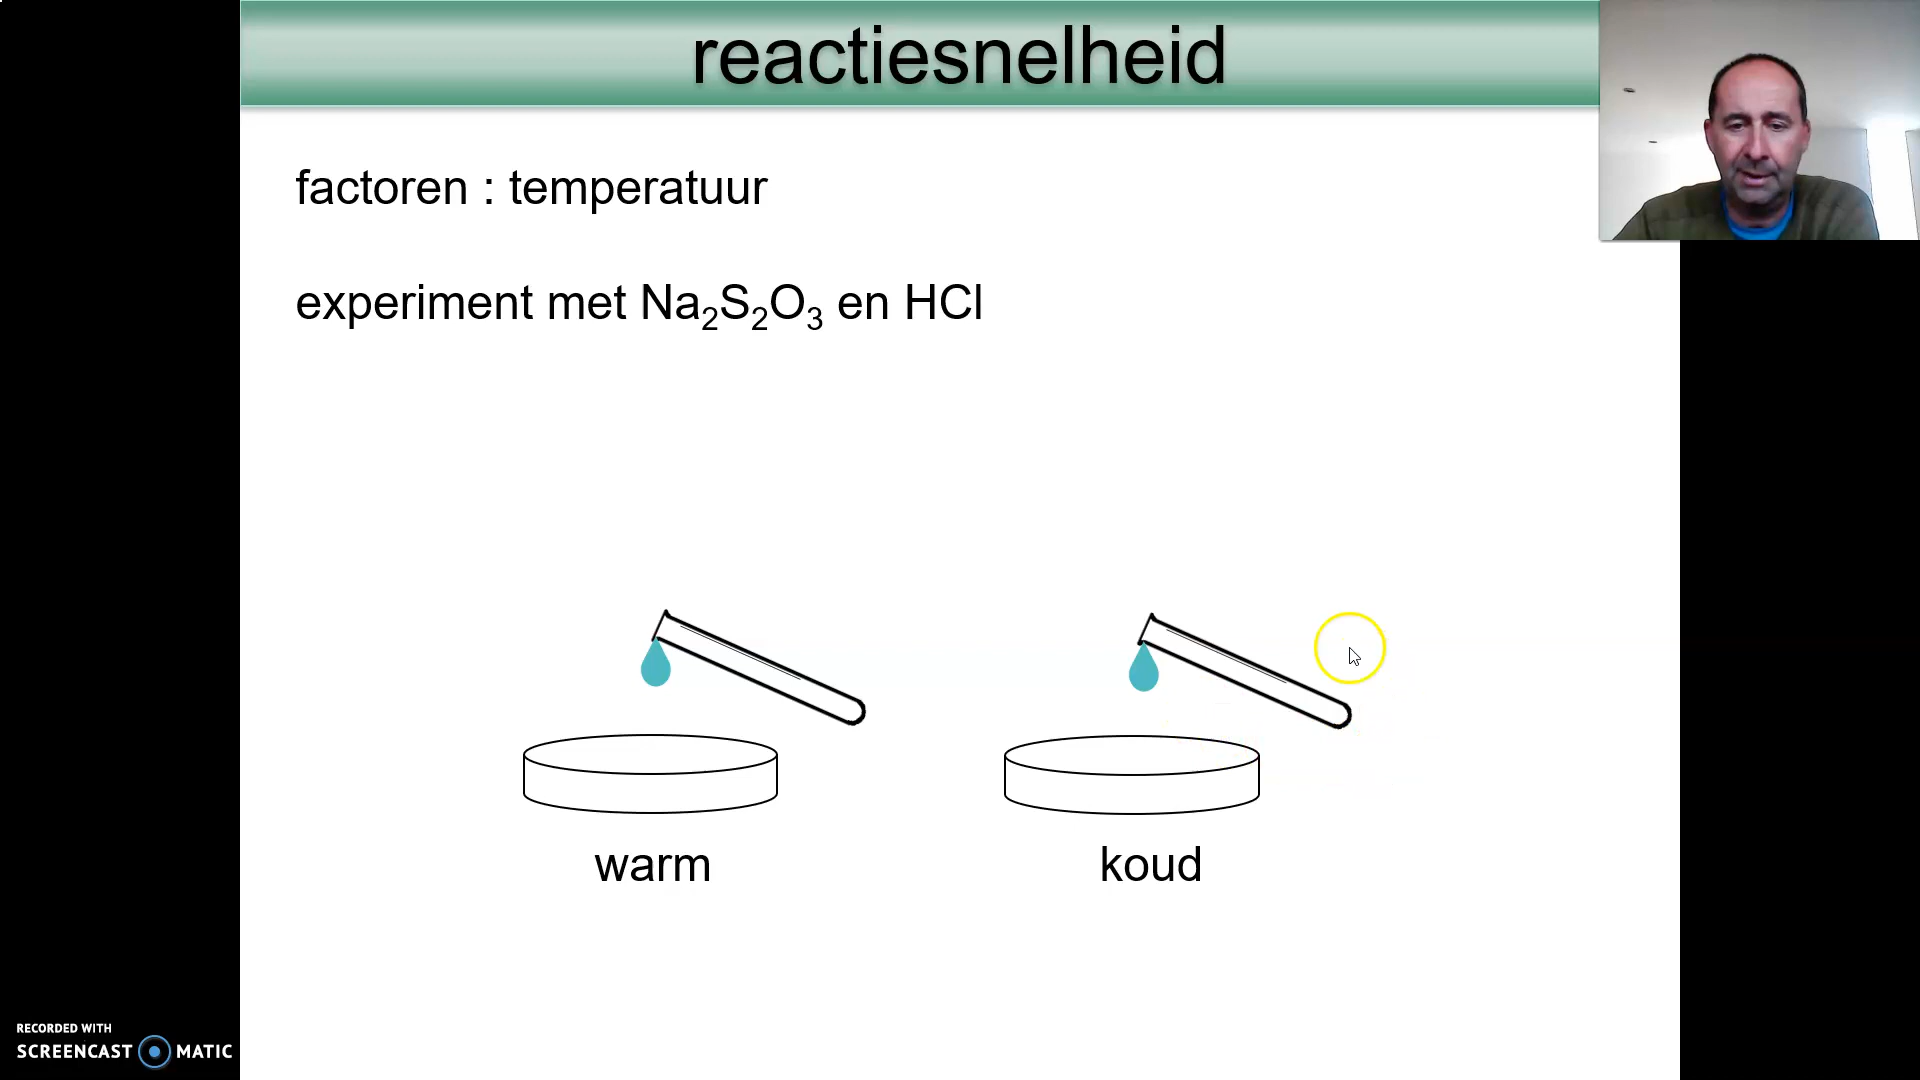 reactiesnelheid
factoren : temperatuur
experiment met Na₂S₂O₃ en HCl
warm
koud
RECORDED WITH
SCREENCAST MATIC